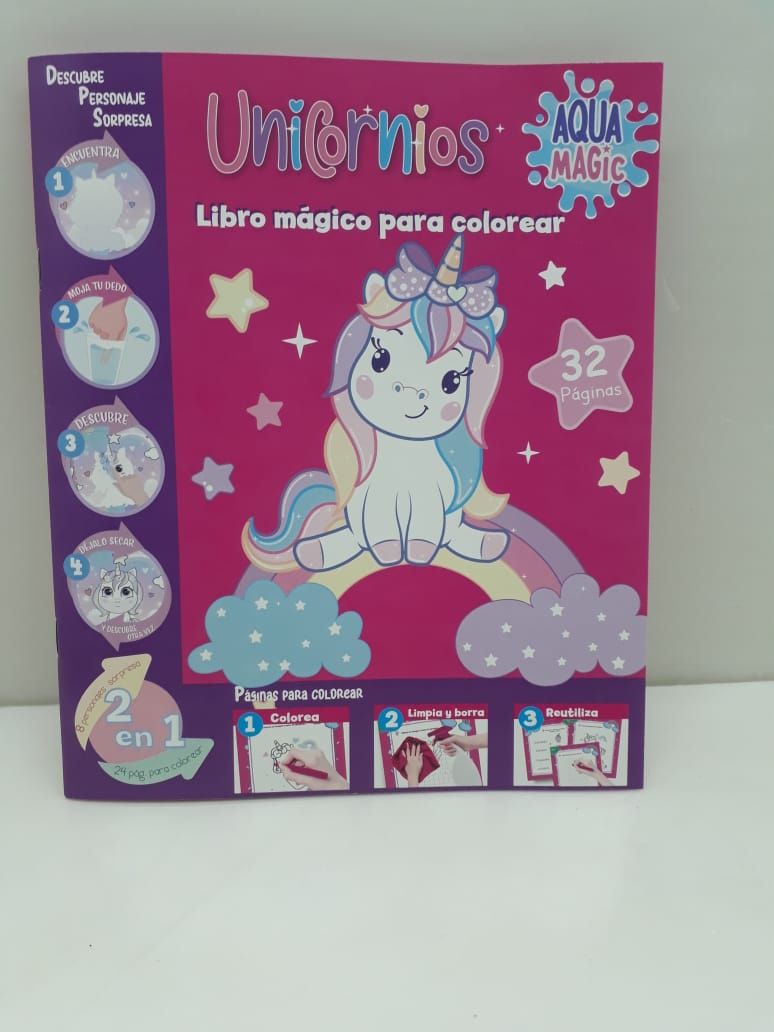 DESCUBRE
PERSONAJE
SORPRESA
ENCUENTRA
1
MOJA TU DEDO
2
DESCUBRE
3
DÉJALO SECAR
4
Y DESCUBRE
OTRA VEZ
8 personajes sorpresa
2
en 1
24 pág. para colorear
Unicornios
AQUA
MAGIC
Libro mágico para colorear
32
Páginas
PÁGINAS PARA COLOREAR
1 Colorea
2 Limpia y borra
3 Reutiliza